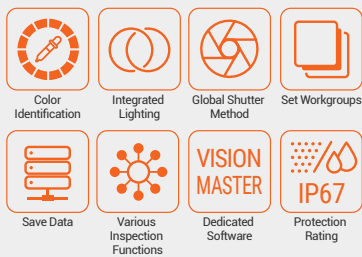 Color
Identification
Integrated
Lighting
Global Shutter
Method
Set Workgroups
VISION
MASTER
IP67
Save Data
Various
Inspection
Functions
Dedicated
Software
Protection
Rating